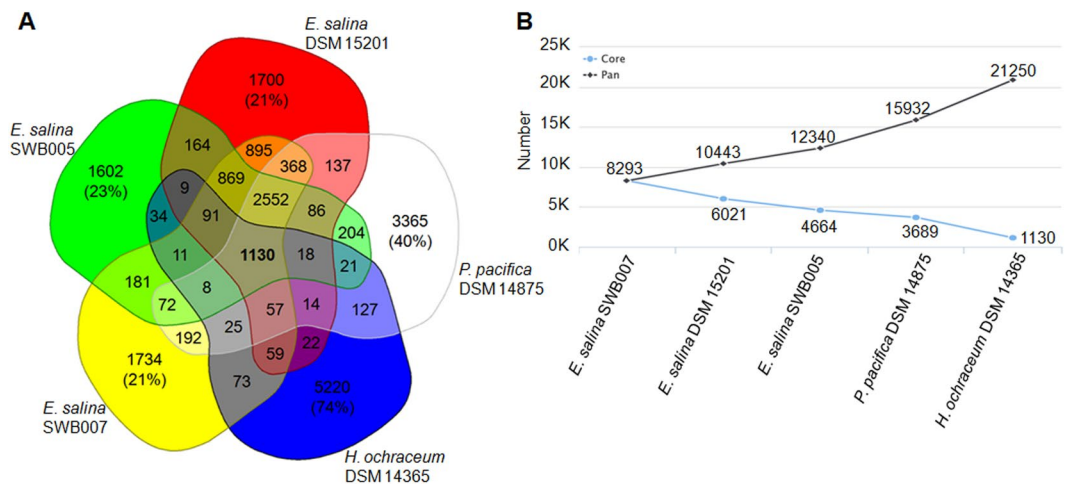 A
E. salina
DSM 15201
1700
(21%)
E. salina
SWB005
1602
(23%)
164
895
368
137
869
9
2552
86
3365
(40%)
34
91
204
1130
18
21
P. pacifica
DSM 14875
11
181
8
72
57
14
127
192
25
59
22
1734
(21%)
73
5220
(74%)
E. salina
SWB007
H. ochraceum
DSM 14365
B
25K
20K
15K
10K
5K
0K
Number
Core
Pan
8293
10443
12340
15932
21250
6021
4664
3689
1130
E. salina SWB007
E. salina DSM 15201
E. salina SWB005
P. pacifica DSM 14875
H. ochraceum DSM 14365